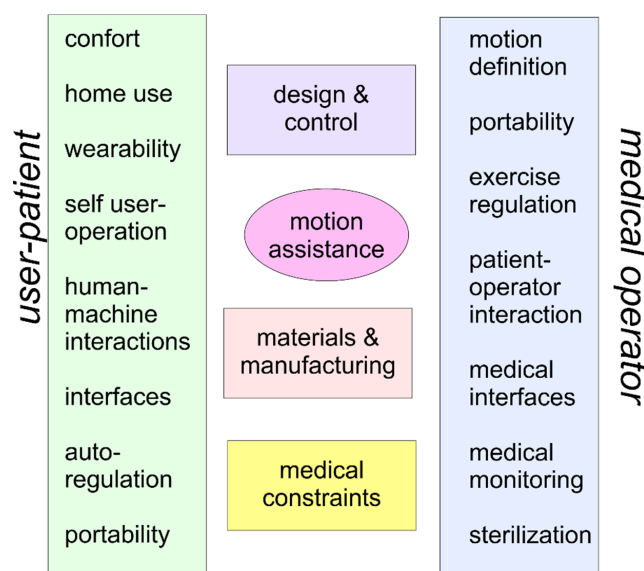 user-patient
confort
home use
wearability
self user-
operation
human-
machine
interactions
interfaces
auto-
regulation
portability
design &
control
motion
assistance
materials &
manufacturing
medical
constraints
motion
definition
portability
exercise
regulation
patient-
operator
interaction
medical
interfaces
medical
monitoring
sterilization
medical operator